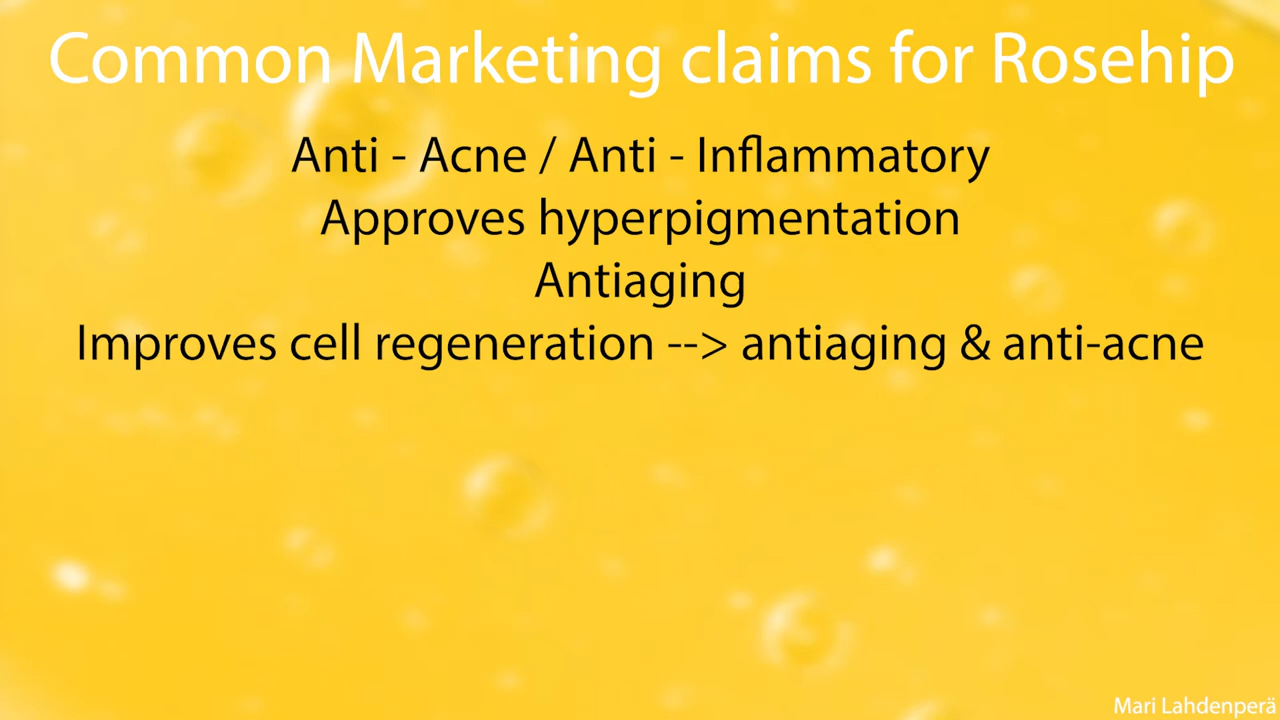 Common Marketing claims for Rosehip
Anti - Acne / Anti - Inflammatory
Approves hyperpigmentation
Antiaging
Improves cell regeneration --> antiaging & anti-acne
Mari Lahdenperä